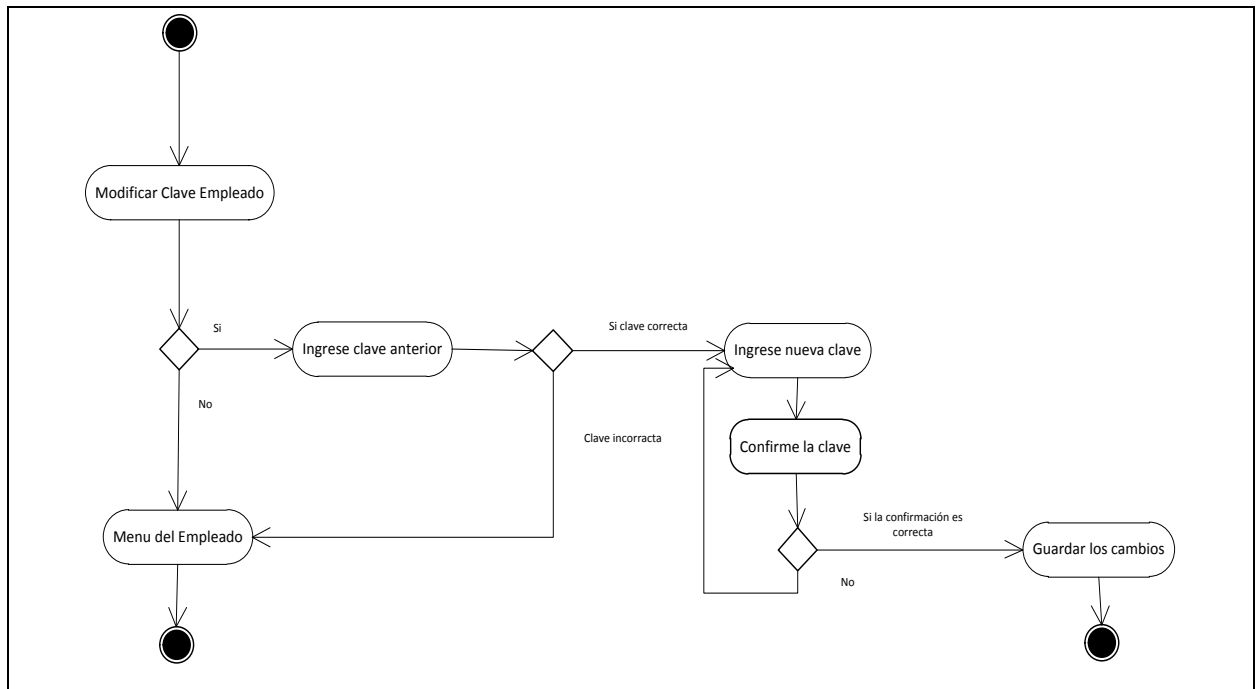 Modificar Clave Empleado
Si
Ingrese clave anterior
Si clave correcta
Ingrese nueva clave
No
Clave incorracta
Confirme la clave
Menu del Empleado
Si la confirmación es
correcta
Guardar los cambios
No